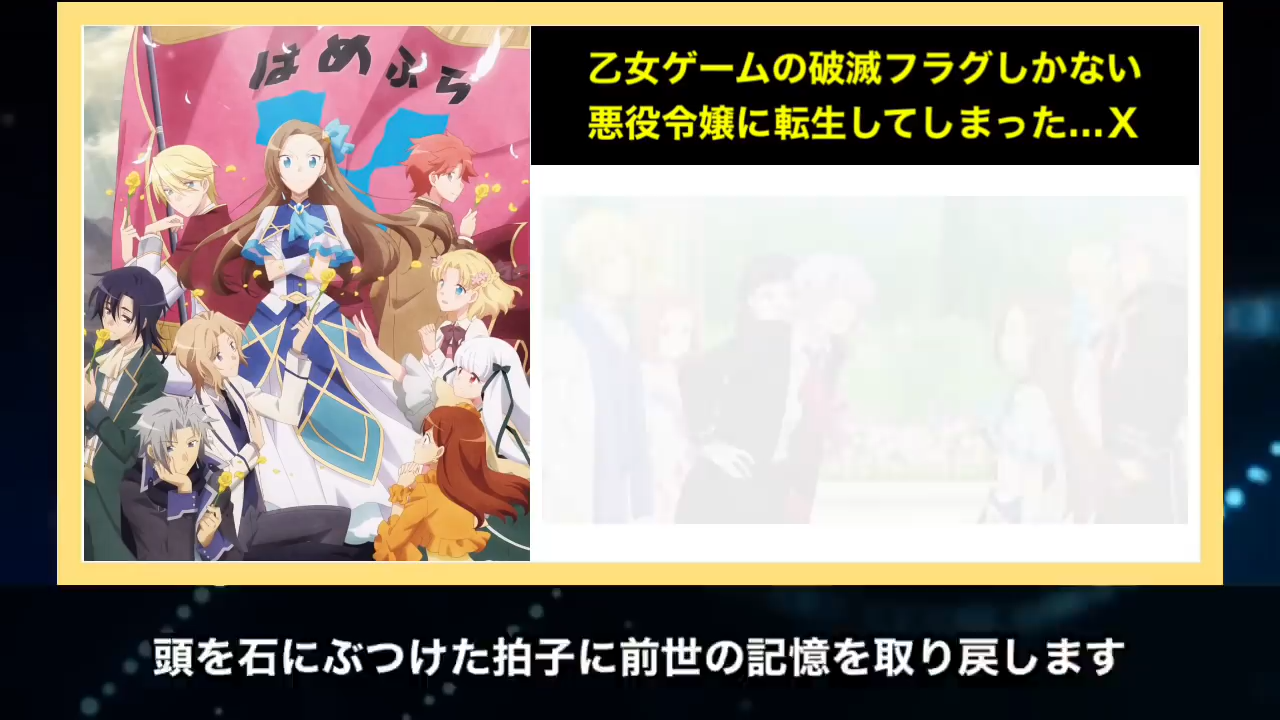 はめふら
乙女ゲームの破滅フラグしかない
悪役令嬢に転生してしまった…X
頭を石にぶつけた拍子に前世の記憶を取り戻します